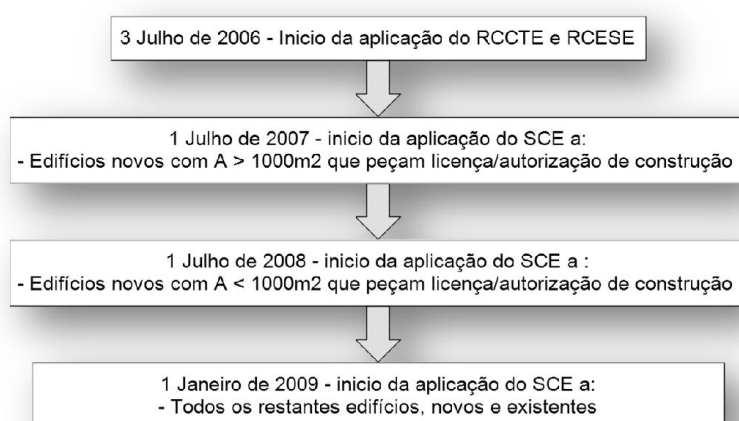 3 Julho de 2006 - Inicio da aplicação do RCCTE e RCESE
1 Julho de 2007 - inicio da aplicação do SCE a:
- Edifícios novos com A > 1000m2 que peçam licença/autorização de construção
1 Julho de 2008 - inicio da aplicação do SCE a :
- Edifícios novos com A < 1000m2 que peçam licença/autorização de construção
1 Janeiro de 2009 - inicio da aplicação do SCE a:
- Todos os restantes edifícios, novos e existentes